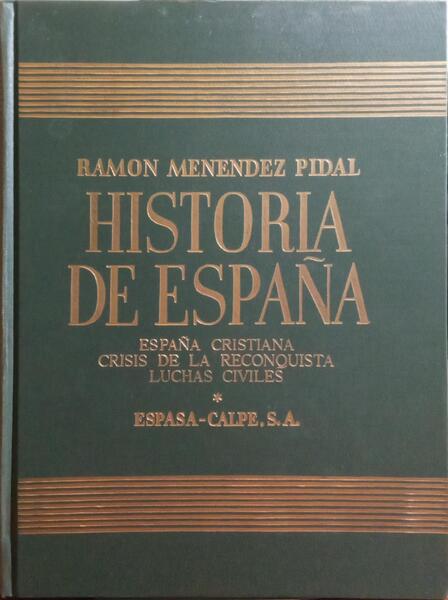 RAMON MENENDEZ PIDAL
HISTORIA
DE ESPAÑA
ESPAÑA CRISTIANA
CRISIS DE LA RECONQUISTA
LUCHAS CIVILES
*
ESPASA-CALPE, S. A.